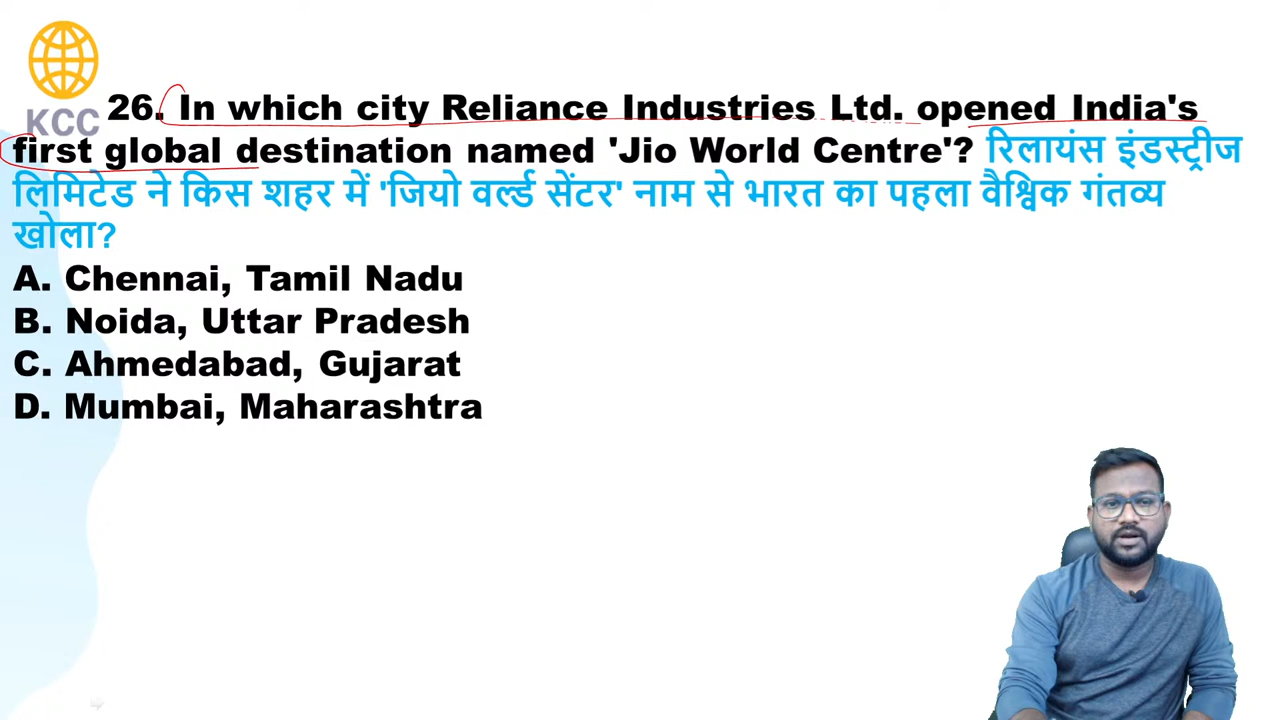 KCC
26. In which city Reliance Industries Ltd. opened India's
first global destination named 'Jio World Centre'? रिलायंस इंडस्ट्रीज
लिमिटेड ने किस शहर में 'जियो वर्ल्ड सेंटर' नाम से भारत का पहला वैश्विक गंतव्य
खोला?
A. Chennai, Tamil Nadu
B. Noida, Uttar Pradesh
C. Ahmedabad, Gujarat
D. Mumbai, Maharashtra